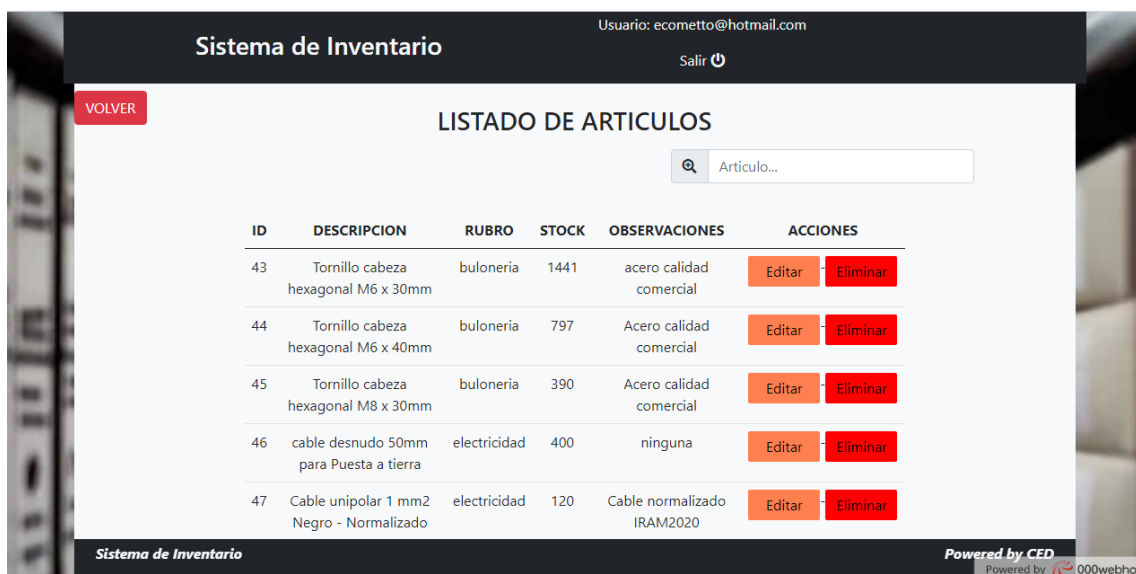 Usuario: ecometto@hotmail.com
Sistema de Inventario
Salir
VOLVER
LISTADO DE ARTICULOS
Articulo...
ID DESCRIPCION RUBRO STOCK OBSERVACIONES ACCIONES
43 Tornillo cabeza buloneria 1441 acero calidad Editar - Eliminar
hexagonal M6 x 30mm comercial
44 Tornillo cabeza buloneria 797 Acero calidad Editar - Eliminar
hexagonal M6 x 40mm comercial
45 Tornillo cabeza buloneria 390 Acero calidad Editar - Eliminar
hexagonal M8 x 30mm comercial
46 cable desnudo 50mm electricidad 400 ninguna Editar - Eliminar
para Puesta a tierra
47 Cable unipolar 1 mm2 electricidad 120 Cable normalizado Editar - Eliminar
Negro - Normalizado IRAM2020
Sistema de Inventario Powered by CED
Powered by 000webho